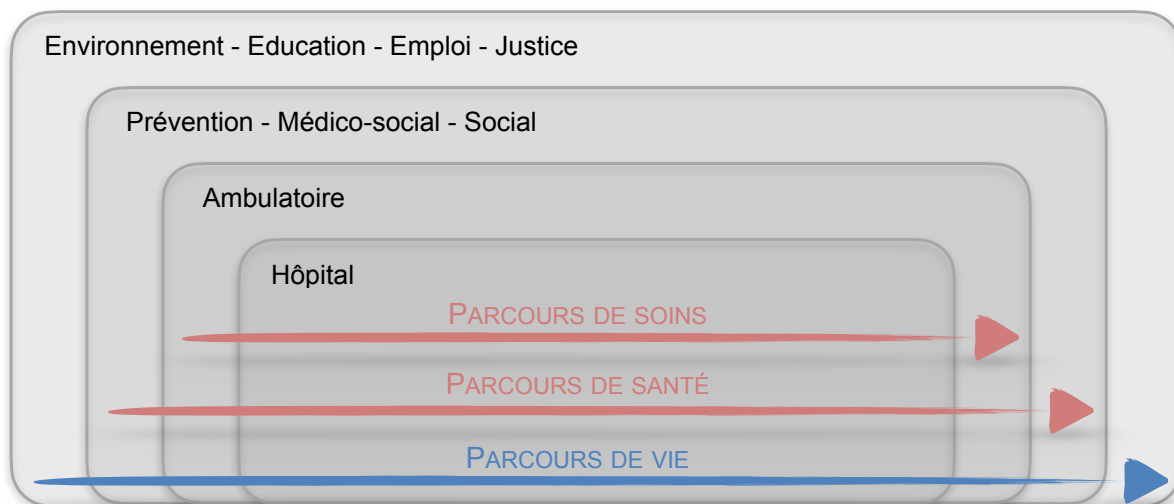 Environnement - Education - Emploi - Justice
Prévention - Médico-social - Social
Ambulatoire
Hôpital
PARCOURS DE SOINS
PARCOURS DE SANTÉ
PARCOURS DE VIE